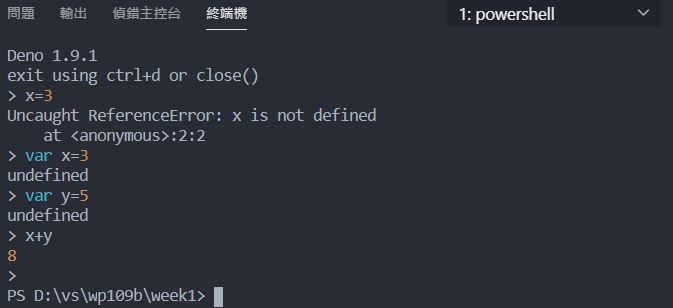 問題 輸出 偵錯主控台 終端機 1: powershell
Deno 1.9.1
exit using ctrl+d or close()
> x=3
Uncaught ReferenceError: x is not defined
    at <anonymous>:2:2
> var x=3
undefined
> var y=5
undefined
> x+y
8
>
PS D:\vs\wp109b\week1>